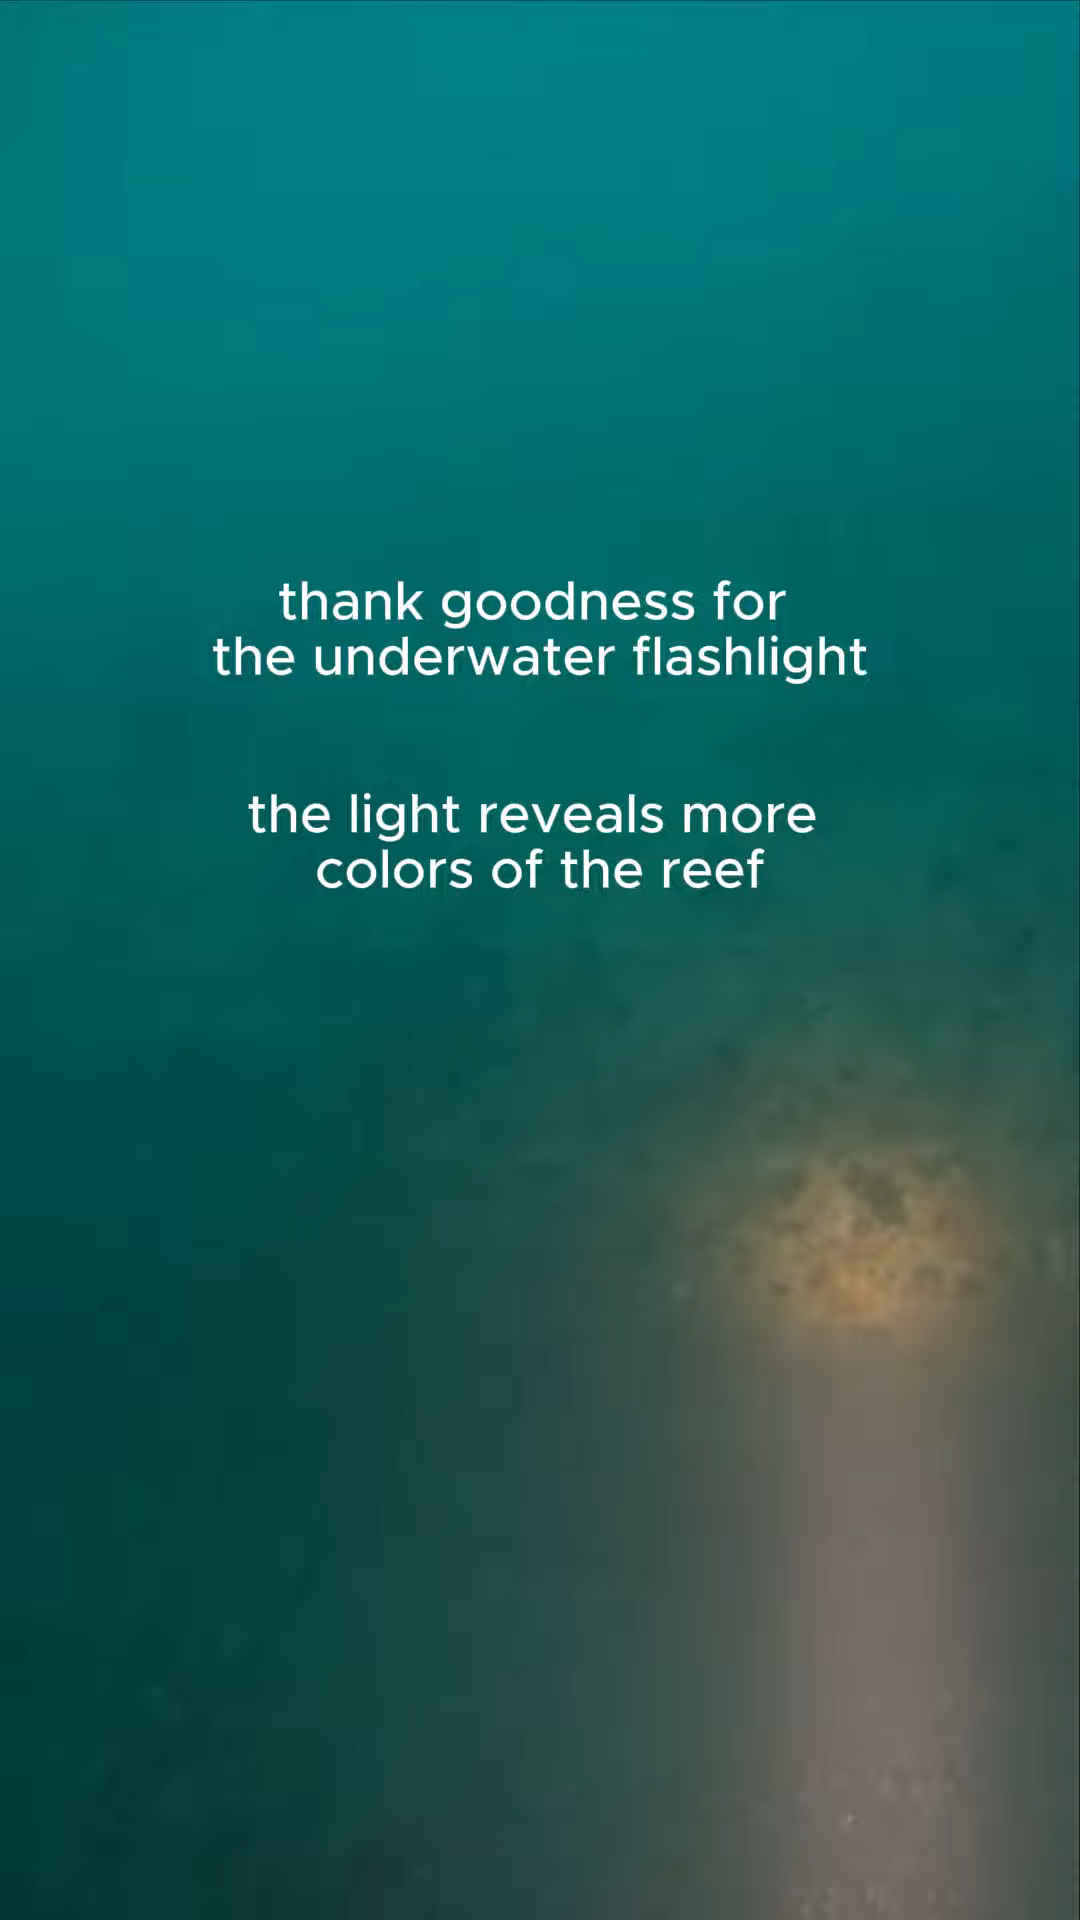 thank goodness for
the underwater flashlight
the light reveals more
colors of the reef